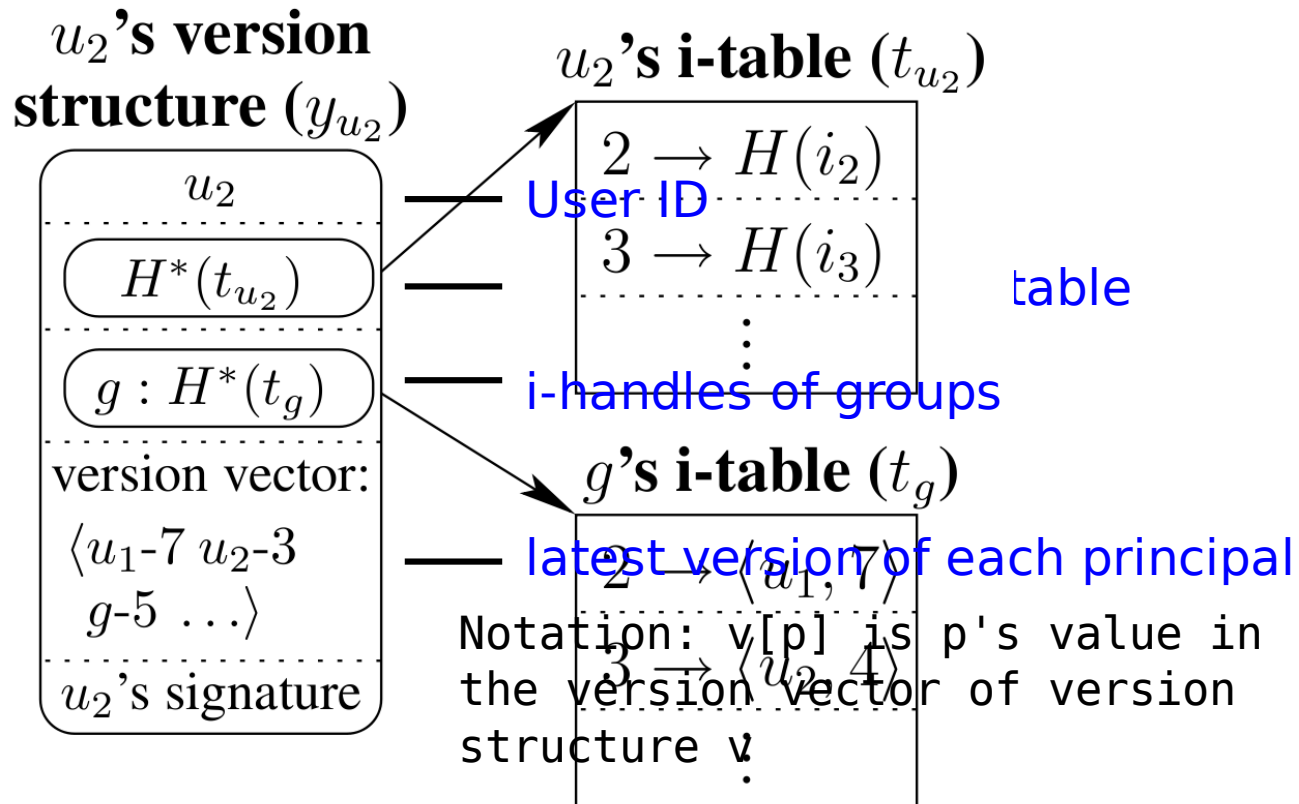 u₂'s version
structure (y_{u₂})
u₂
H*(t_{u₂})
g : H*(t_g)
version vector:
⟨u₁-7 u₂-3
g-5 …⟩
u₂'s signature
u₂'s i-table (t_{u₂})
2 → H(i₂)
3 → H(i₃)
⋮
g's i-table (t_g)
2 → ⟨u₁, 7⟩
3 → ⟨u₂, 4⟩
⋮
User ID
table
i-handles of groups
latest version of each principal
Notation: v[p] is p's value in
the version vector of version
structure v